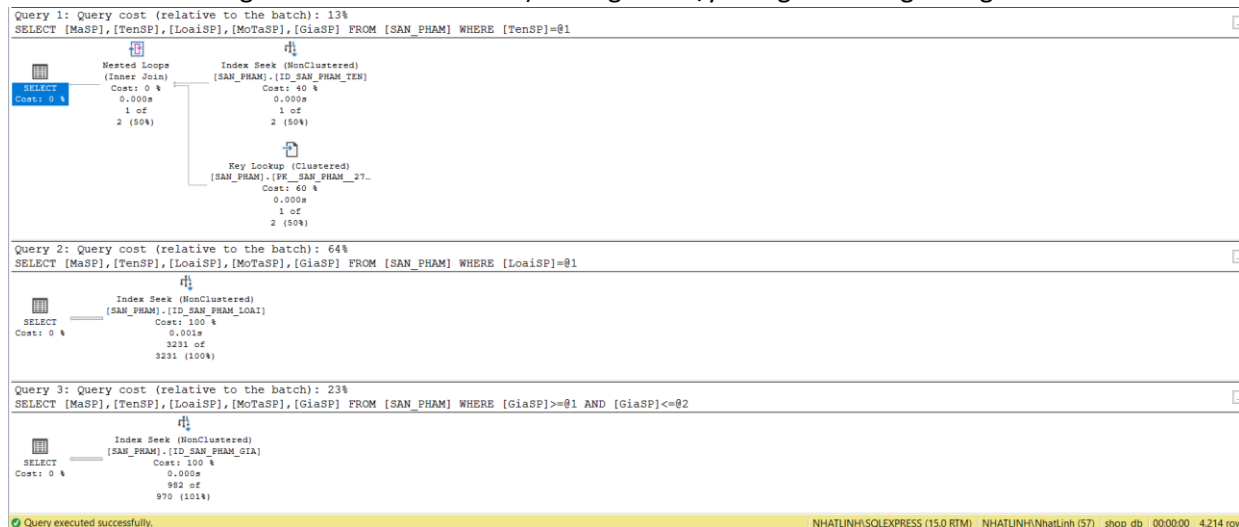 Query 1: Query cost (relative to the batch): 13%
SELECT [MaSP],[TenSP],[LoaiSP],[MoTaSP],[GiaSP] FROM [SAN_PHAM] WHERE [TenSP]=@1
SELECT
Cost: 0 %
Nested Loops
(Inner Join)
Cost: 0 %
0.000s
1 of
2 (50%)
Index Seek (NonClustered)
[SAN_PHAM].[ID_SAN_PHAM_TEN]
Cost: 40 %
0.000s
1 of
2 (50%)
Key Lookup (Clustered)
[SAN_PHAM].[PK__SAN_PHAM__27…
Cost: 60 %
0.000s
1 of
2 (50%)
Query 2: Query cost (relative to the batch): 64%
SELECT [MaSP],[TenSP],[LoaiSP],[MoTaSP],[GiaSP] FROM [SAN_PHAM] WHERE [LoaiSP]=@1
SELECT
Cost: 0 %
Index Seek (NonClustered)
[SAN_PHAM].[ID_SAN_PHAM_LOAI]
Cost: 100 %
0.001s
3231 of
3231 (100%)
Query 3: Query cost (relative to the batch): 23%
SELECT [MaSP],[TenSP],[LoaiSP],[MoTaSP],[GiaSP] FROM [SAN_PHAM] WHERE [GiaSP]>=@1 AND [GiaSP]<=@2
SELECT
Cost: 0 %
Index Seek (NonClustered)
[SAN_PHAM].[ID_SAN_PHAM_GIA]
Cost: 100 %
0.000s
982 of
970 (101%)
Query executed successfully.
NHATLINH\SQLEXPRESS (15.0 RTM) NHATLINH\NhatLinh (57) shop_db 00:00:00 4,214 row